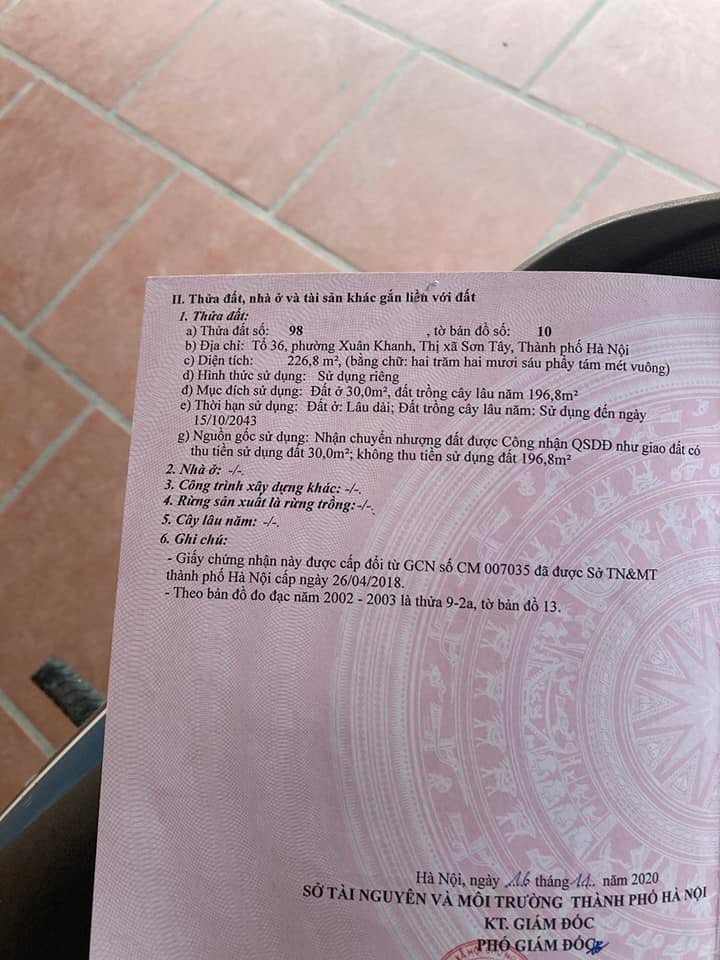 II. Thửa đất, nhà ở và tài sản khác gắn liền với đất
1. Thửa đất:
a) Thửa đất số: 98 , tờ bản đồ số: 10
b) Địa chỉ: Tổ 36, phường Xuân Khanh, Thị xã Sơn Tây, Thành phố Hà Nội
c) Diện tích: 226,8 m², (bằng chữ: hai trăm hai mươi sáu phẩy tám mét vuông)
d) Hình thức sử dụng: Sử dụng riêng
đ) Mục đích sử dụng: Đất ở 30,0m², đất trồng cây lâu năm 196,8m²
e) Thời hạn sử dụng: Đất ở: Lâu dài; Đất trồng cây lâu năm: Sử dụng đến ngày
15/10/2043
g) Nguồn gốc sử dụng: Nhận chuyển nhượng đất được Công nhận QSDĐ như giao đất có
thu tiền sử dụng đất 30,0m²; không thu tiền sử dụng đất 196,8m²
2. Nhà ở: -/-.
3. Công trình xây dựng khác: -/-.
4. Rừng sản xuất là rừng trồng:-/-.
5. Cây lâu năm: -/-.
6. Ghi chú:
- Giấy chứng nhận này được cấp đổi từ GCN số CM 007035 đã được Sở TN&MT
thành phố Hà Nội cấp ngày 26/04/2018.
- Theo bản đồ đo đạc năm 2002 - 2003 là thửa 9-2a, tờ bản đồ 13.
Hà Nội, ngày 16 tháng 11 năm 2020
SỞ TÀI NGUYÊN VÀ MÔI TRƯỜNG THÀNH PHỐ HÀ NỘI
KT. GIÁM ĐỐC
PHÓ GIÁM ĐỐC